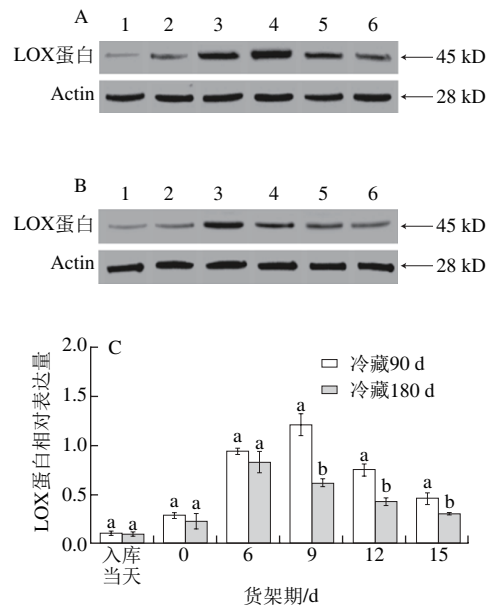 A
1 2 3 4 5 6
LOX蛋白 45 kD
Actin 28 kD
B
1 2 3 4 5 6
LOX蛋白 45 kD
Actin 28 kD
C
2.0
1.5
1.0
0.5
0.0
LOX蛋白相对表达量
冷藏90 d
冷藏180 d
a a a a a a a b a b a b
入库当天 0 6 9 12 15
货架期/d